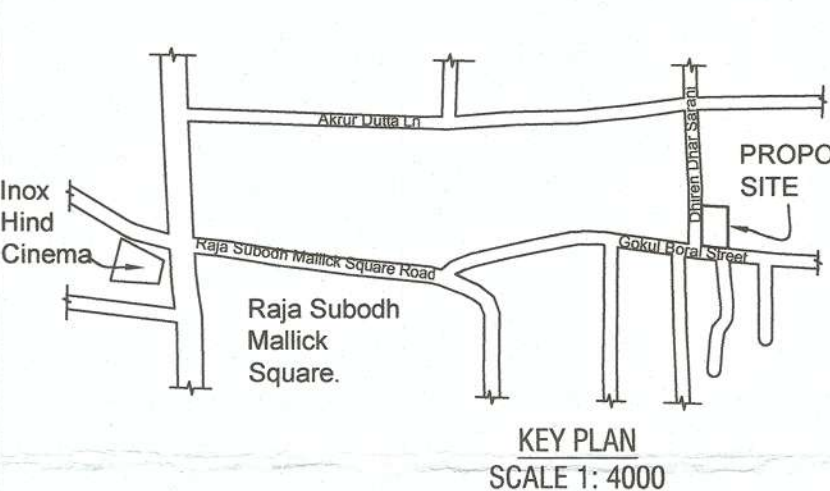 Akrur Dutta Ln
Dhiren Dhar Sarani
PROPO
SITE
Inox
Hind
Cinema
Raja Subodh Mallick Square Road
Gokul Boral Street
Raja Subodh
Mallick
Square.
KEY PLAN
SCALE 1: 4000